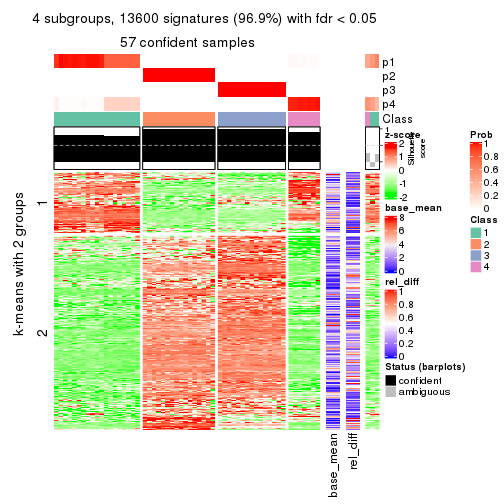 4 subgroups, 13600 signatures (96.9%) with fdr < 0.05
57 confident samples
p1
p2
p3
p4
Class
1
Silhouette
score
k-means with 2 groups
1
2
base_mean
rel_diff
z-score
2
1
0
-1
-2
base_mean
8
6
4
2
0
rel_diff
1
0.8
0.6
0.4
0.2
0
Status (barplots)
confident
ambiguous
Prob
1
0.8
0.6
0.4
0.2
0
Class
1
2
3
4